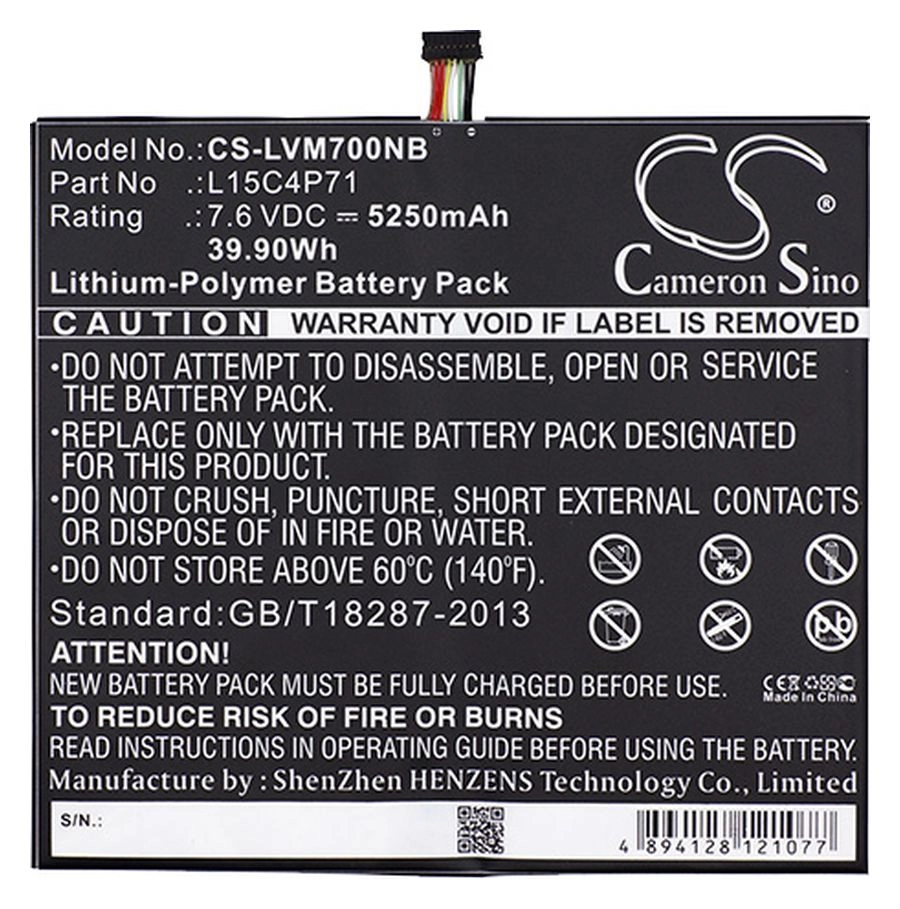 Model No.:CS-LVM700NB
Part No .:L15C4P71
Rating .:7.6 VDC ⎓ 5250mAh
39.90Wh
Lithium-Polymer Battery Pack
CS®
Cameron Sino
CAUTION WARRANTY VOID IF LABEL IS REMOVED
•DO NOT ATTEMPT TO DISASSEMBLE, OPEN OR SERVICE
THE BATTERY PACK.
•REPLACE ONLY WITH THE BATTERY PACK DESIGNATED
FOR THIS PRODUCT.
•DO NOT CRUSH, PUNCTURE, SHORT EXTERNAL CONTACTS
OR DISPOSE OF IN FIRE OR WATER.
•DO NOT STORE ABOVE 60°C (140°F).
Pb
Standard:GB/T18287-2013
ATTENTION!
NEW BATTERY PACK MUST BE FULLY CHARGED BEFORE USE.
CE
Made In China
TO REDUCE RISK OF FIRE OR BURNS
READ INSTRUCTIONS IN OPERATING GUIDE BEFORE USING THE BATTERY.
Manufacture by : ShenZhen HENZENS Technology Co., Limited
S/N.:
4 894128 121077